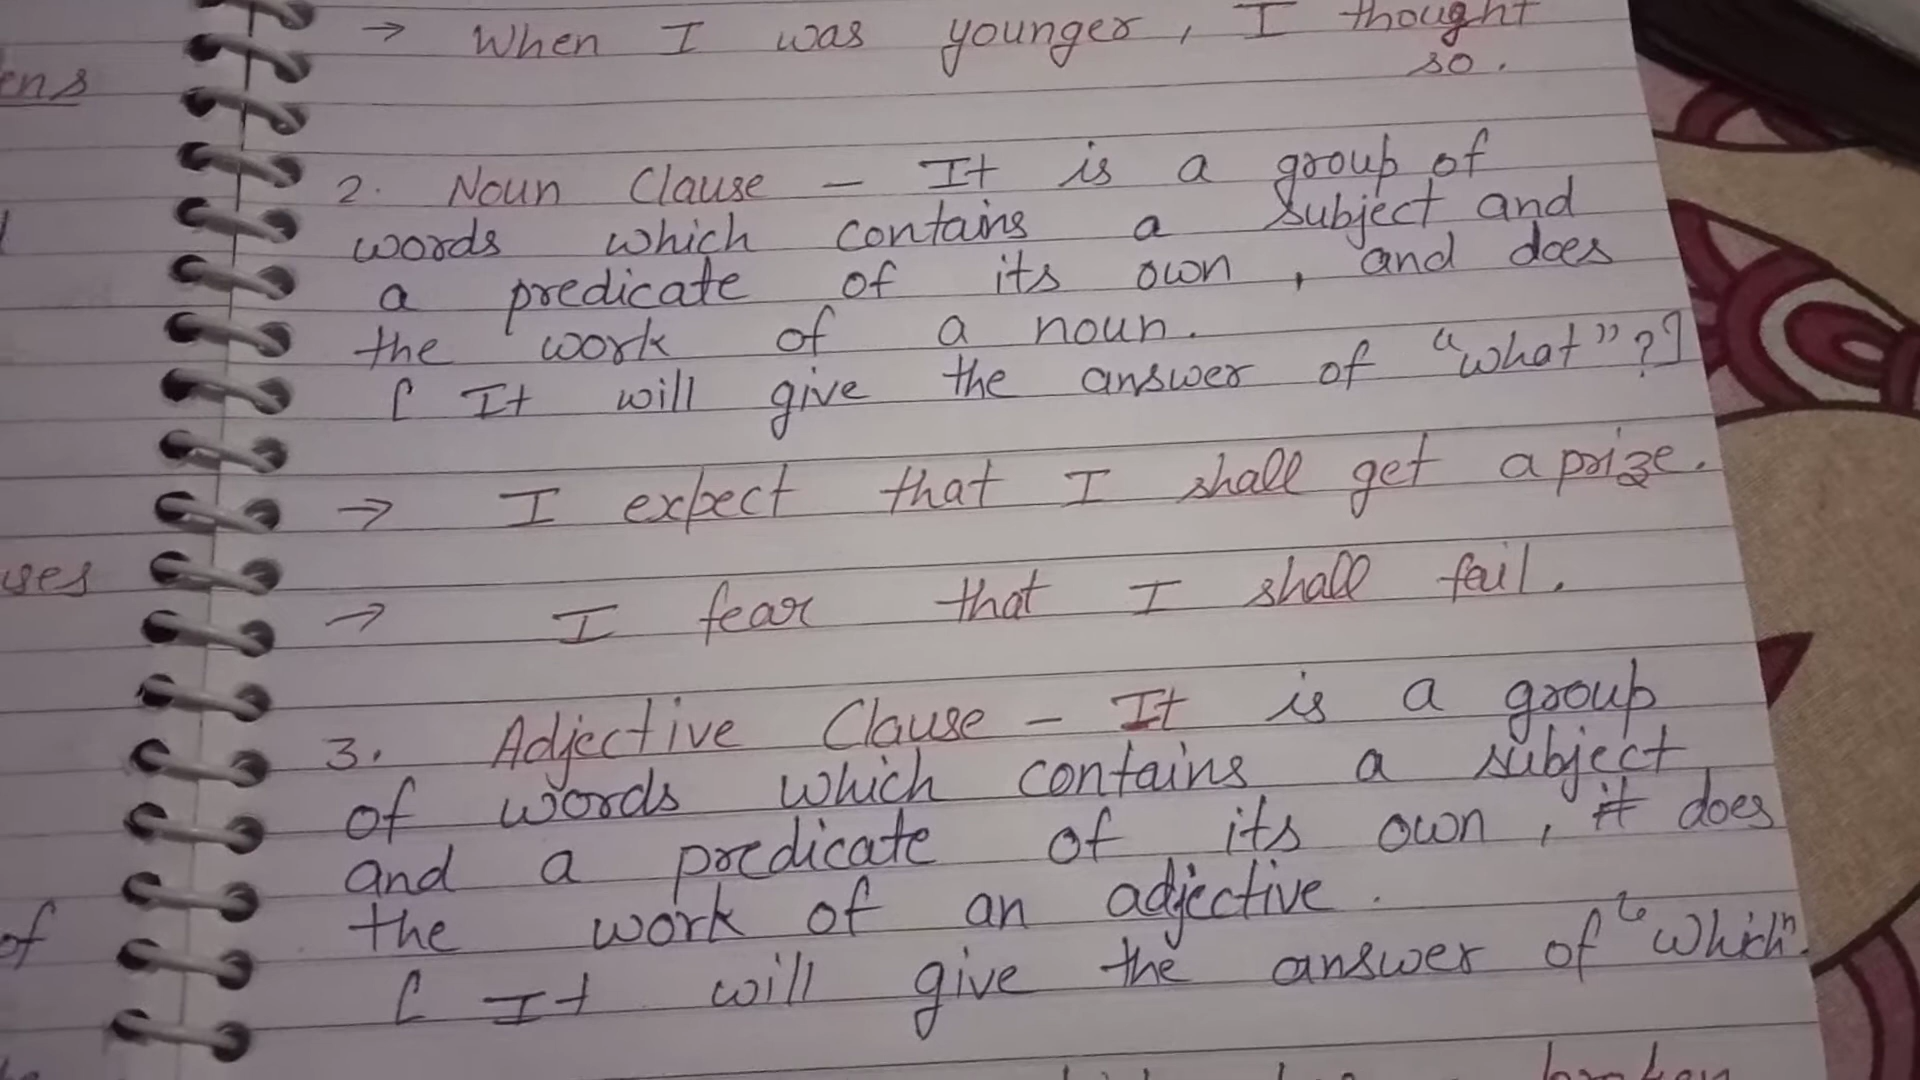 ens
→ When I was younger, I thought
so.
2. Noun Clause – It is a group of
words which contains a subject and
a predicate of its own, and does
the work of a noun.
[ It will give the answer of "what"?]
→ I expect that I shall get a prize.
uses
→ I fear that I shall fail.
3. Adjective Clause – It is a group
of words which contains a subject
and a predicate of its own, it does
the work of an adjective.
of
[ It will give the answer of "which".